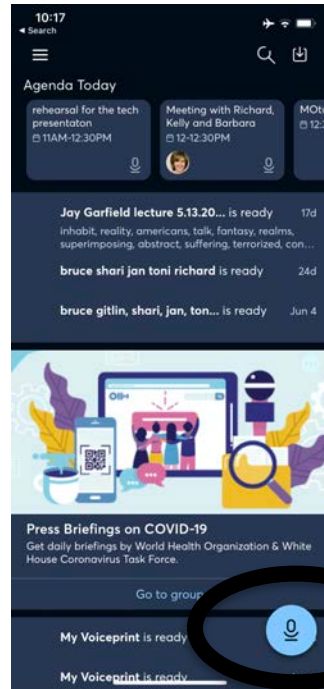 10:17
◂ Search
Agenda Today
rehearsal for the tech
presentaton
11AM-12:30PM
Meeting with Richard,
Kelly and Barbara
12-12:30PM
MOtu
12:
Jay Garfield lecture 5.13.20... is ready 17d
inhabit, reality, americans, talk, fantasy, realms,
superimposing, abstract, suffering, terrorized, con...
bruce shari jan toni richard is ready 24d
bruce gitlin, shari, jan, ton... is ready Jun 4
Press Briefings on COVID-19
Get daily briefings by World Health Organization & White
House Coronavirus Task Force.
Go to group
My Voiceprint is ready
My Voiceprint is ready